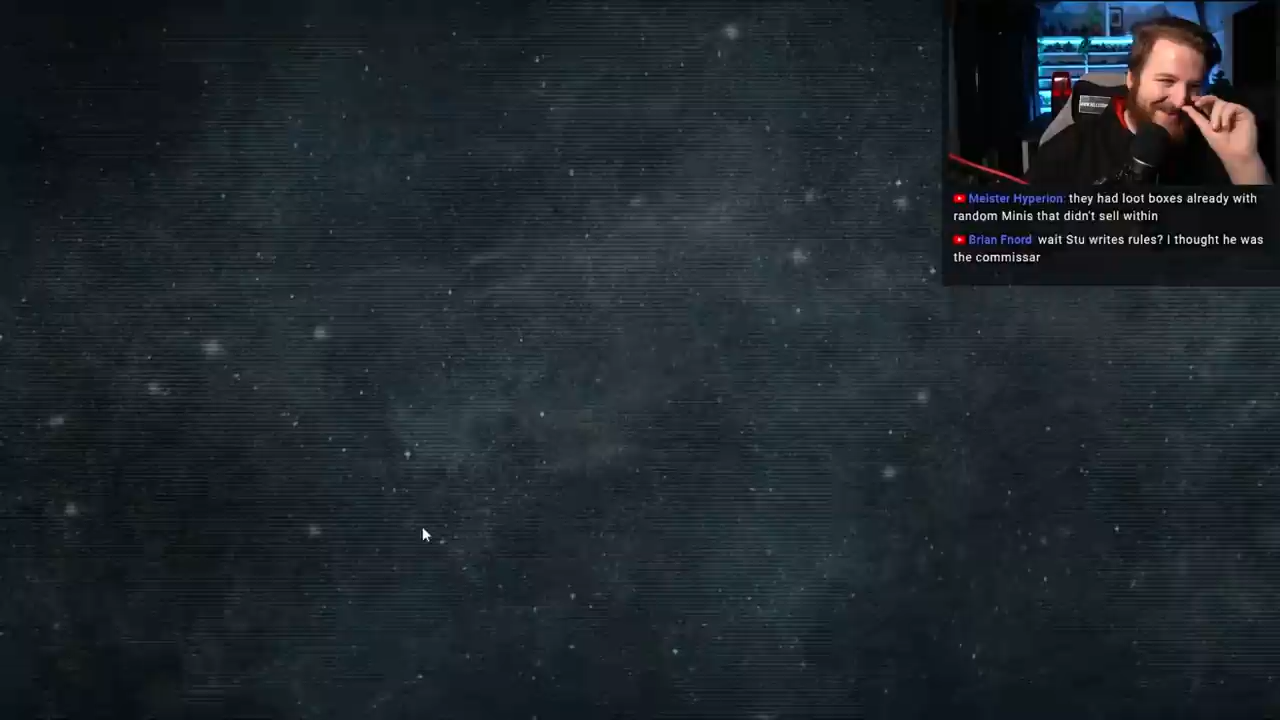 Meister Hyperion: they had loot boxes already with
random Minis that didn't sell within
Brian Fnord wait Stu writes rules? I thought he was
the commissar